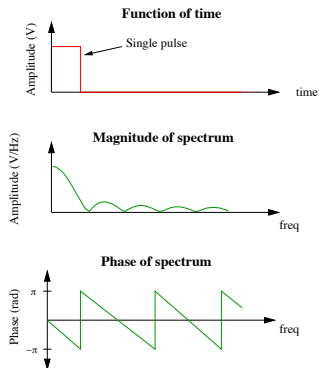 Function of time
Amplitude (V)
Single pulse
time
Magnitude of spectrum
Amplitude (V/Hz)
freq
Phase of spectrum
Phase (rad)
π
−π
freq